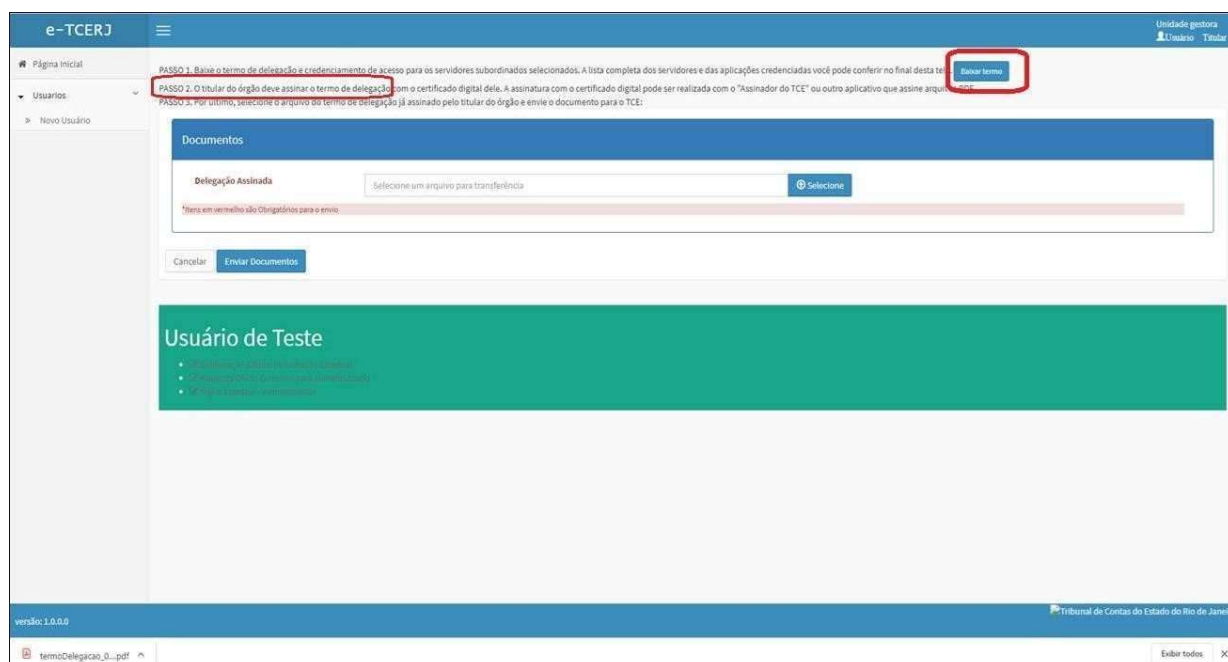 e-TCERJ
Unidade gestora
Usuário Titular
Página Inicial
Usuarios
Novo Usuário
PASSO 1. Baixe o termo de delegação e credenciamento de acesso para os servidores subordinados selecionados. A lista completa dos servidores e das aplicações credenciadas você pode conferir no final desta
Baixar termo
PASSO 2. O titular do órgão deve assinar o termo de delegação com o certificado digital dele. A assinatura com o certificado digital pode ser realizada com o "Assinador do TCE" ou outro aplicativo que assine
PASSO 3. Por último, selecione o arquivo do termo de delegação já assinado pelo titular do órgão e envie o documento para o TCE:
Documentos
Delegação Assinada
Selecione um arquivo para transferência
Selecione
*Itens em vermelho são Obrigatórios para o envio
Cancelar
Enviar Documentos
Usuário de Teste
versão: 1.0.0.0
Tribunal de Contas do Estado do Rio de Janei
termoDelegacao_0....pdf
Exibir todos